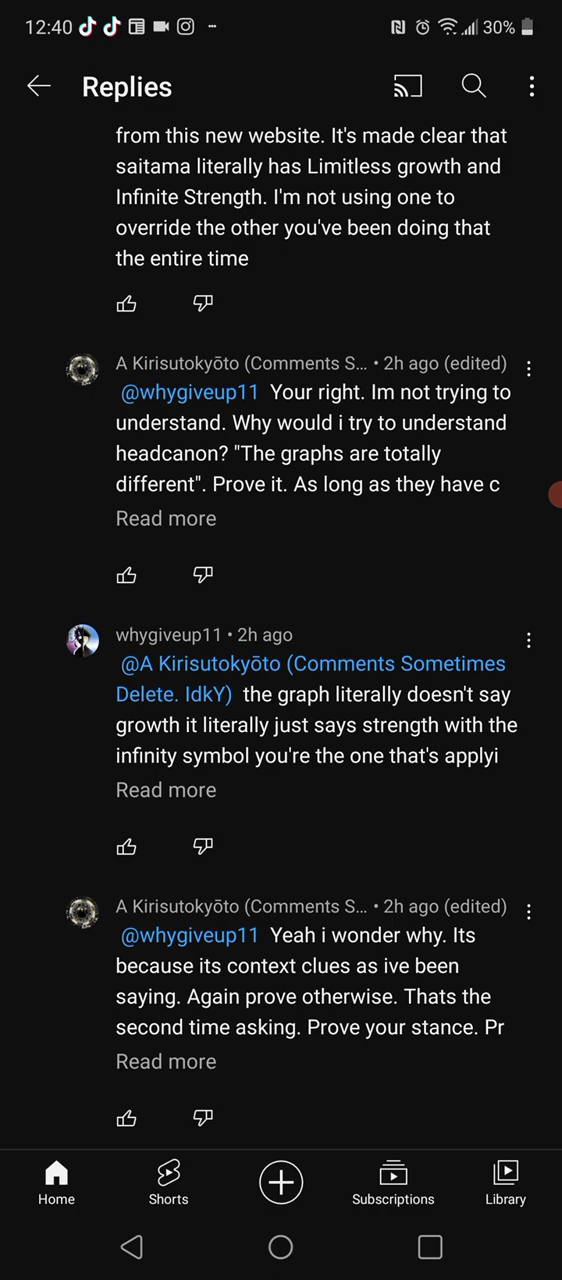 12:40
30%
Replies
from this new website. It's made clear that
saitama literally has Limitless growth and
Infinite Strength. I'm not using one to
override the other you've been doing that
the entire time
A Kirisutokyōto (Comments S... • 2h ago (edited)
@whygiveup11 Your right. Im not trying to
understand. Why would i try to understand
headcanon? "The graphs are totally
different". Prove it. As long as they have c
Read more
whygiveup11 • 2h ago
@A Kirisutokyōto (Comments Sometimes
Delete. IdkY) the graph literally doesn't say
growth it literally just says strength with the
infinity symbol you're the one that's applyi
Read more
A Kirisutokyōto (Comments S... • 2h ago (edited)
@whygiveup11 Yeah i wonder why. Its
because its context clues as ive been
saying. Again prove otherwise. Thats the
second time asking. Prove your stance. Pr
Read more
Home
Shorts
Subscriptions
Library